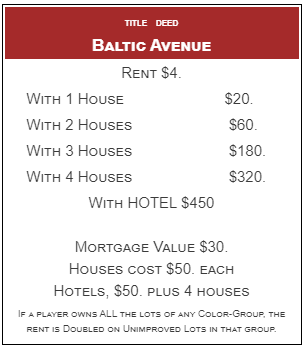 TITLE DEED
BALTIC AVENUE
RENT $4.
WITH 1 HOUSE $20.
WITH 2 HOUSES $60.
WITH 3 HOUSES $180.
WITH 4 HOUSES $320.
WITH HOTEL $450
MORTGAGE VALUE $30.
HOUSES COST $50. EACH
HOTELS, $50. PLUS 4 HOUSES
IF A PLAYER OWNS ALL THE LOTS OF ANY COLOR-GROUP, THE
RENT IS DOUBLED ON UNIMPROVED LOTS IN THAT GROUP.